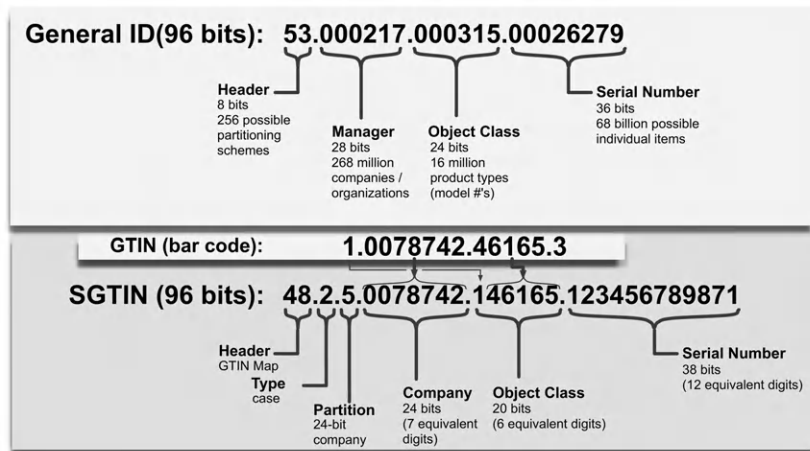 General ID(96 bits): 53.000217.000315.00026279
Header
8 bits
256 possible
partitioning
schemes
Manager
28 bits
268 million
companies /
organizations
Object Class
24 bits
16 million
product types
(model #'s)
Serial Number
36 bits
68 billion possible
individual items
GTIN (bar code): 1.0078742.46165.3
SGTIN (96 bits): 48.2.5.0078742.146165.123456789871
Header
GTIN Map
Type
case
Partition
24-bit
company
Company
24 bits
(7 equivalent
digits)
Object Class
20 bits
(6 equivalent digits)
Serial Number
38 bits
(12 equivalent digits)